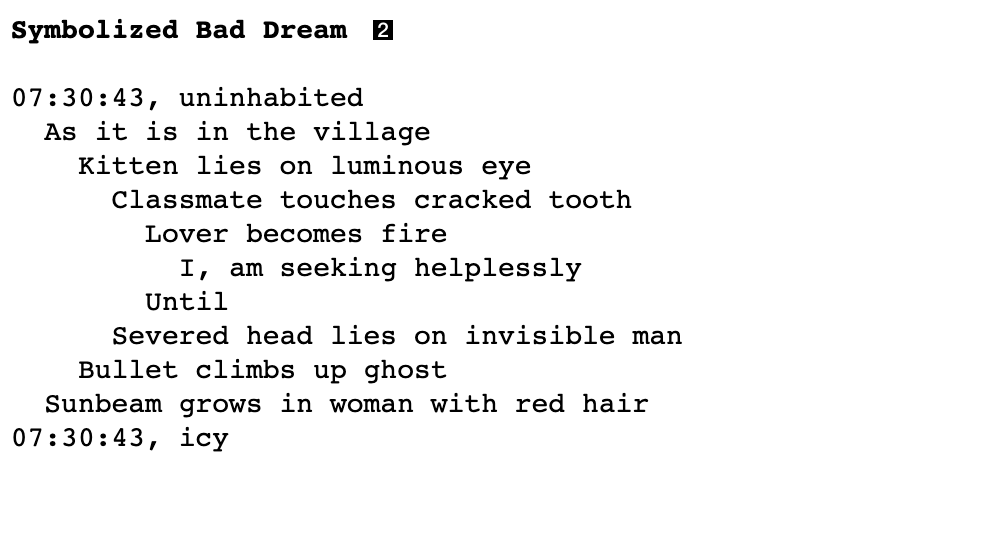 Symbolized Bad Dream 2
07:30:43, uninhabited
As it is in the village
Kitten lies on luminous eye
Classmate touches cracked tooth
Lover becomes fire
I, am seeking helplessly
Until
Severed head lies on invisible man
Bullet climbs up ghost
Sunbeam grows in woman with red hair
07:30:43, icy